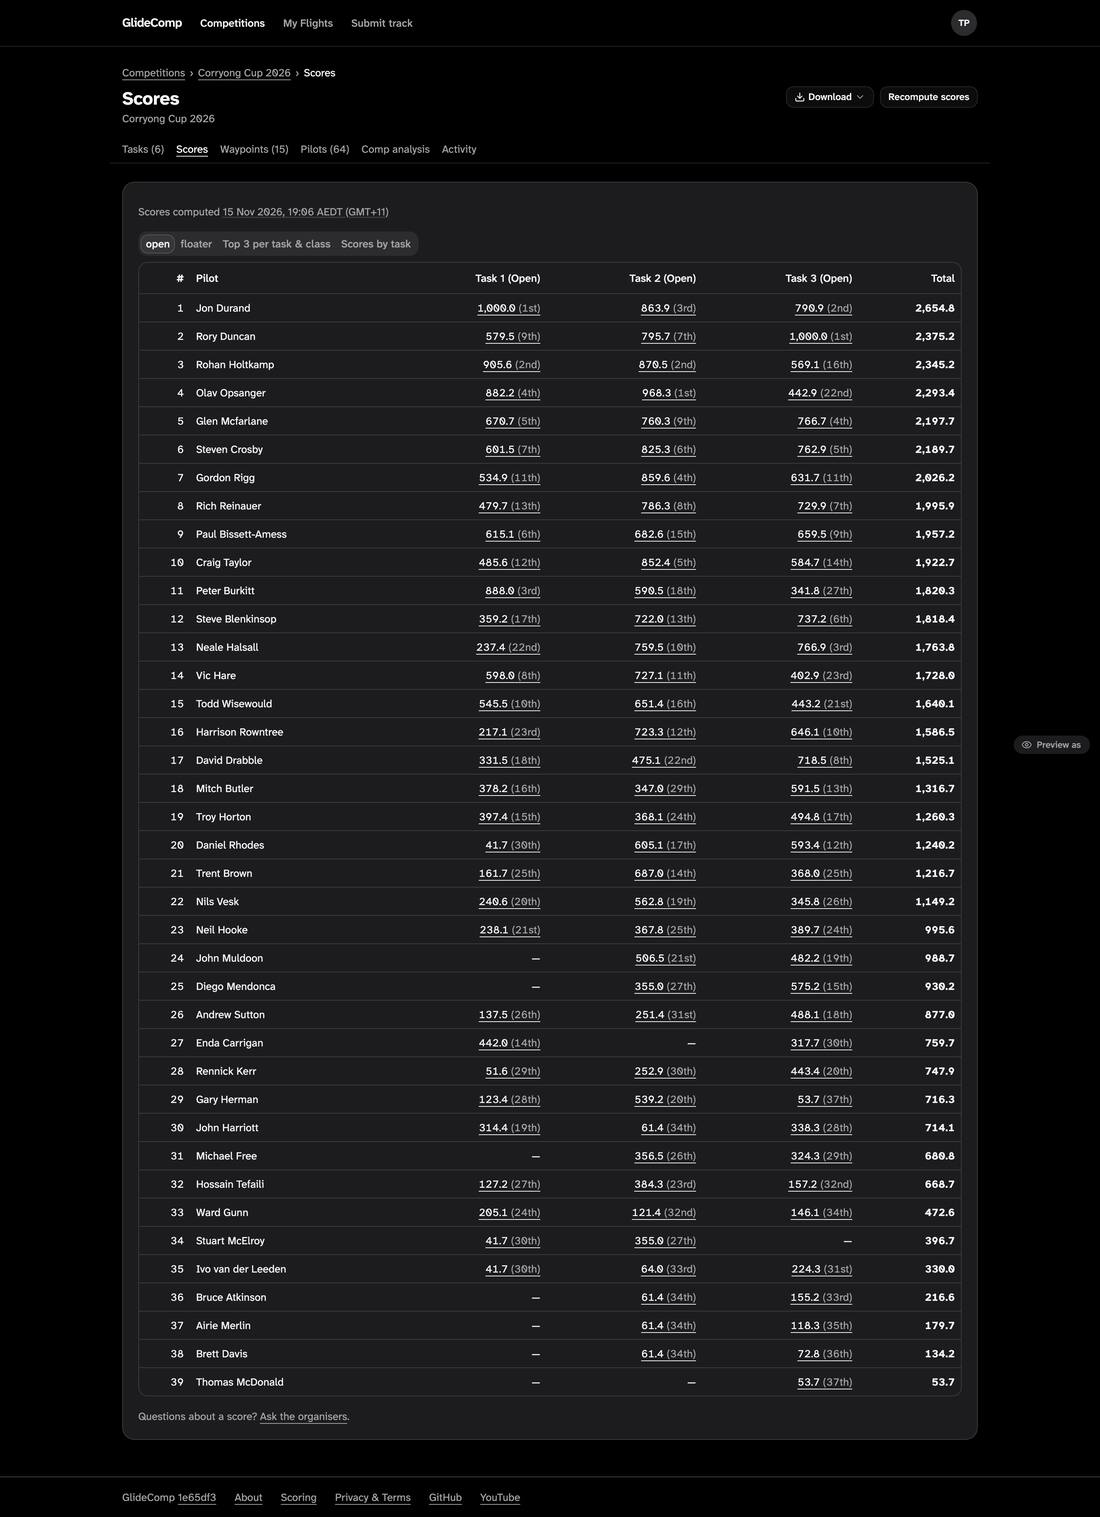 GlideComp Competitions My Flights Submit track TP
Competitions › Corryong Cup 2026 › Scores
Scores
Download Recompute scores
Corryong Cup 2026
Tasks (6) Scores Waypoints (15) Pilots (64) Comp analysis Activity
Scores computed 15 Nov 2026, 19:06 AEDT (GMT+11)
open floater Top 3 per task & class Scores by task
# Pilot Task 1 (Open) Task 2 (Open) Task 3 (Open) Total
1 Jon Durand 1,000.0 (1st) 863.9 (3rd) 790.9 (2nd) 2,654.8
2 Rory Duncan 579.5 (9th) 795.7 (7th) 1,000.0 (1st) 2,375.2
3 Rohan Holtkamp 905.6 (2nd) 870.5 (2nd) 569.1 (16th) 2,345.2
4 Olav Opsanger 882.2 (4th) 968.3 (1st) 442.9 (22nd) 2,293.4
5 Glen Mcfarlane 670.7 (5th) 760.3 (9th) 766.7 (4th) 2,197.7
6 Steven Crosby 601.5 (7th) 825.3 (6th) 762.9 (5th) 2,189.7
7 Gordon Rigg 534.9 (11th) 859.6 (4th) 631.7 (11th) 2,026.2
8 Rich Reinauer 479.7 (13th) 786.3 (8th) 729.9 (7th) 1,995.9
9 Paul Bissett-Amess 615.1 (6th) 682.6 (15th) 659.5 (9th) 1,957.2
10 Craig Taylor 485.6 (12th) 852.4 (5th) 584.7 (14th) 1,922.7
11 Peter Burkitt 888.0 (3rd) 590.5 (18th) 341.8 (27th) 1,820.3
12 Steve Blenkinsop 359.2 (17th) 722.0 (13th) 737.2 (6th) 1,818.4
13 Neale Halsall 237.4 (22nd) 759.5 (10th) 766.9 (3rd) 1,763.8
14 Vic Hare 598.0 (8th) 727.1 (11th) 402.9 (23rd) 1,728.0
15 Todd Wisewould 545.5 (10th) 651.4 (16th) 443.2 (21st) 1,640.1
16 Harrison Rowntree 217.1 (23rd) 723.3 (12th) 646.1 (10th) 1,586.5
Preview as
17 David Drabble 331.5 (18th) 475.1 (22nd) 718.5 (8th) 1,525.1
18 Mitch Butler 378.2 (16th) 347.0 (29th) 591.5 (13th) 1,316.7
19 Troy Horton 397.4 (15th) 368.1 (24th) 494.8 (17th) 1,260.3
20 Daniel Rhodes 41.7 (30th) 605.1 (17th) 593.4 (12th) 1,240.2
21 Trent Brown 161.7 (25th) 687.0 (14th) 368.0 (25th) 1,216.7
22 Nils Vesk 240.6 (20th) 562.8 (19th) 345.8 (26th) 1,149.2
23 Neil Hooke 238.1 (21st) 367.8 (25th) 389.7 (24th) 995.6
24 John Muldoon — 506.5 (21st) 482.2 (19th) 988.7
25 Diego Mendonca — 355.0 (27th) 575.2 (15th) 930.2
26 Andrew Sutton 137.5 (26th) 251.4 (31st) 488.1 (18th) 877.0
27 Enda Carrigan 442.0 (14th) — 317.7 (30th) 759.7
28 Rennick Kerr 51.6 (29th) 252.9 (30th) 443.4 (20th) 747.9
29 Gary Herman 123.4 (28th) 539.2 (20th) 53.7 (37th) 716.3
30 John Harriott 314.4 (19th) 61.4 (34th) 338.3 (28th) 714.1
31 Michael Free — 356.5 (26th) 324.3 (29th) 680.8
32 Hossain Tefaili 127.2 (27th) 384.3 (23rd) 157.2 (32nd) 668.7
33 Ward Gunn 205.1 (24th) 121.4 (32nd) 146.1 (34th) 472.6
34 Stuart McElroy 41.7 (30th) 355.0 (27th) — 396.7
35 Ivo van der Leeden 41.7 (30th) 64.0 (33rd) 224.3 (31st) 330.0
36 Bruce Atkinson — 61.4 (34th) 155.2 (33rd) 216.6
37 Airie Merlin — 61.4 (34th) 118.3 (35th) 179.7
38 Brett Davis — 61.4 (34th) 72.8 (36th) 134.2
39 Thomas McDonald — — 53.7 (37th) 53.7
Questions about a score? Ask the organisers.
GlideComp 1e65df3 About Scoring Privacy & Terms GitHub YouTube